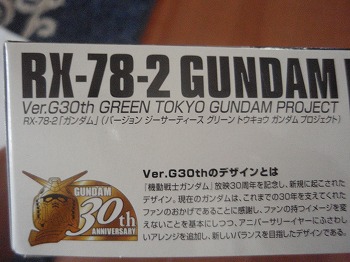 RX-78-2 GUNDAM
Ver.G30th GREEN TOKYO GUNDAM PROJECT
RX-78-2「ガンダム」(バージョン ジーサーティース グリーン トウキョウ ガンダム プロジェクト)
Ver.G30thのデザインとは
「機動戦士ガンダム」放映30周年を記念し、新規に起こされた
デザイン。現在のガンダムは、これまでの30年を支えてくれた
ファンのおかげであることに感謝し、ファンの持つイメージを変
えないことを基本にしつつ、アニバーサリーイヤーにふさわし
いアレンジを追加し、新しいバランスを目指したデザインである。
GUNDAM
30th
ANNIVERSARY